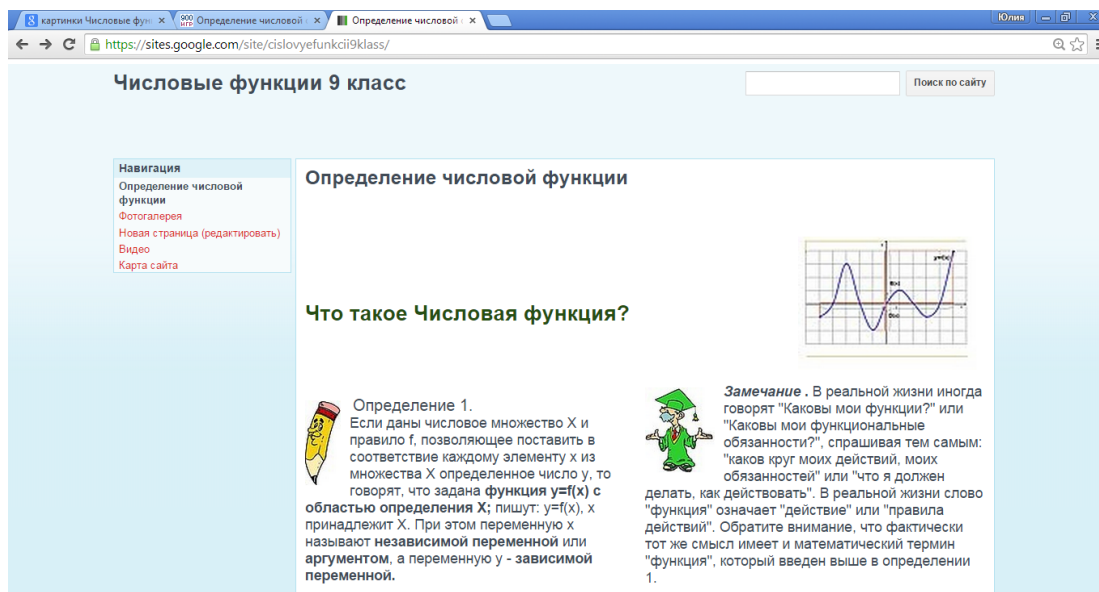 картинки Числовые фун
900 игр Определение числовой
Определение числовой
Юлия
https://sites.google.com/site/cislovyefunkcii9klass/
Числовые функции 9 класс
Поиск по сайту
Навигация
Определение числовой
функции
Фотогалерея
Новая страница (редактировать)
Видео
Карта сайта
Определение числовой функции
y=f(x)
Что такое Числовая функция?
Определение 1.
Если даны числовое множество X и
правило f, позволяющее поставить в
соответствие каждому элементу x из
множества X определенное число y, то
говорят, что задана функция y=f(x) с
областью определения X; пишут: y=f(x), x
принадлежит X. При этом переменную x
называют независимой переменной или
аргументом, а переменную y - зависимой
переменной.
Замечание . В реальной жизни иногда
говорят "Каковы мои функции?" или
"Каковы мои функциональные
обязанности?", спрашивая тем самым:
"каков круг моих действий, моих
обязанностей" или "что я должен
делать, как действовать". В реальной жизни слово
"функция" означает "действие" или "правила
действий". Обратите внимание, что фактически
тот же смысл имеет и математический термин
"функция", который введен выше в определении
1.